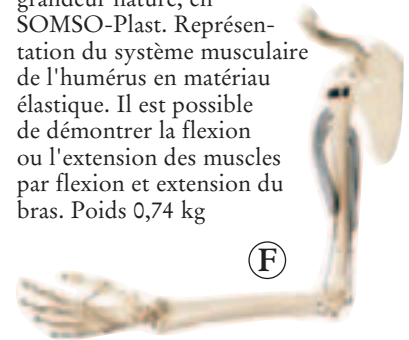 grandeur nature, en
SOMSO-Plast. Représen-
tation du système musculaire
de l'humérus en matériau
élastique. Il est possible
de démontrer la flexion
ou l'extension des muscles
par flexion et extension du
bras. Poids 0,74 kg
F